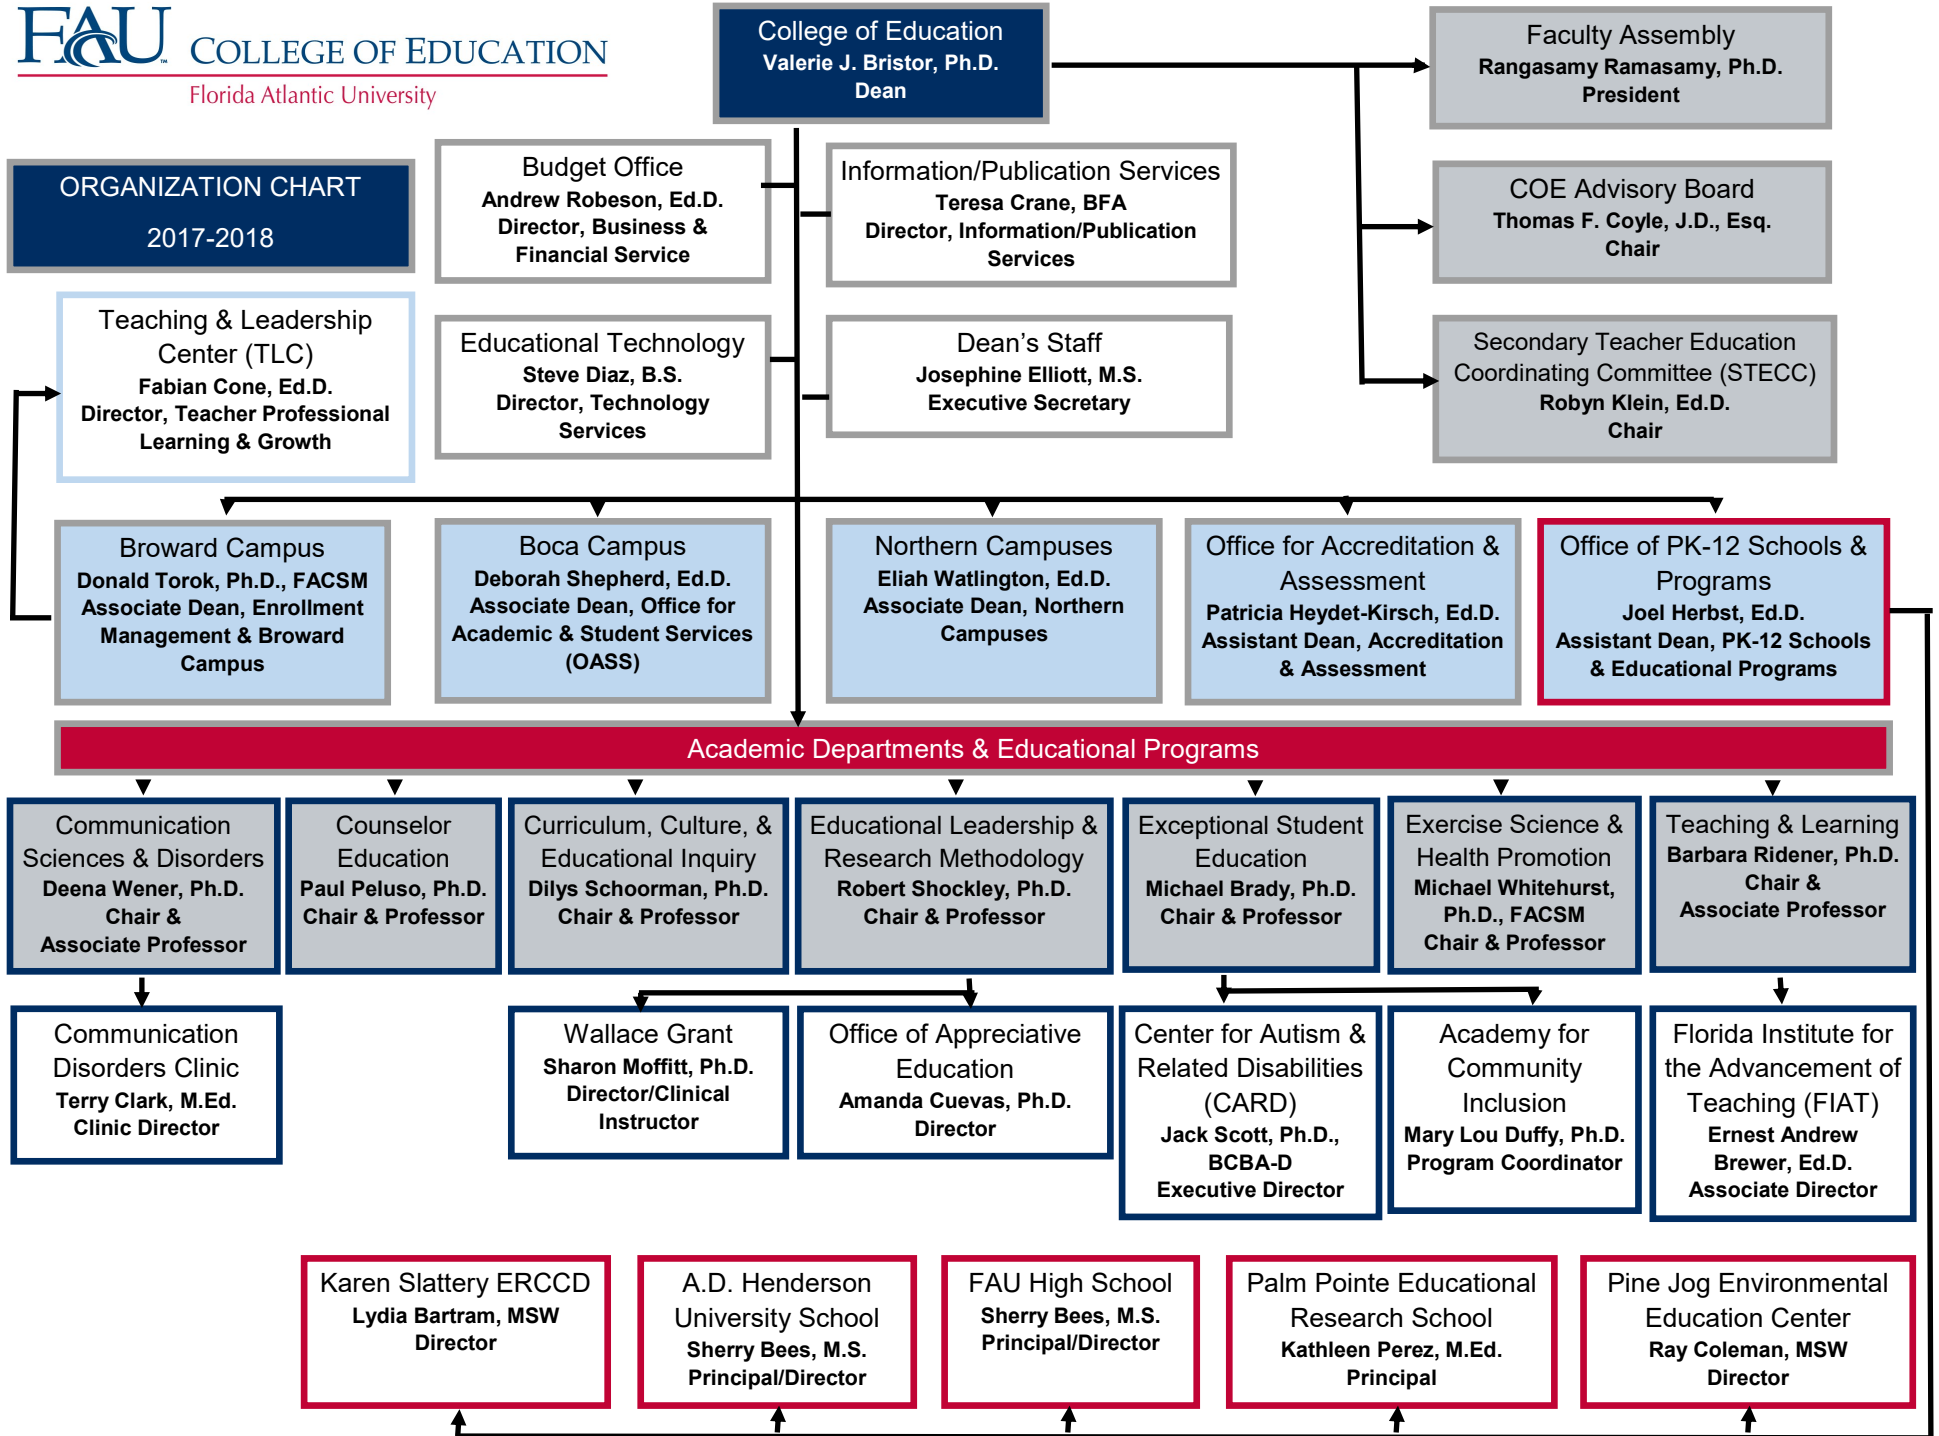 FAU COLLEGE OF EDUCATION
Florida Atlantic University
College of Education
Valerie J. Bristor, Ph.D.
Dean
Faculty Assembly
Rangasamy Ramasamy, Ph.D.
President
ORGANIZATION CHART
2017-2018
Budget Office
Andrew Robeson, Ed.D.
Director, Business &
Financial Service
Information/Publication Services
Teresa Crane, BFA
Director, Information/Publication
Services
COE Advisory Board
Thomas F. Coyle, J.D., Esq.
Chair
Teaching & Leadership
Center (TLC)
Fabian Cone, Ed.D.
Director, Teacher Professional
Learning & Growth
Educational Technology
Steve Diaz, B.S.
Director, Technology
Services
Dean’s Staff
Josephine Elliott, M.S.
Executive Secretary
Secondary Teacher Education
Coordinating Committee (STECC)
Robyn Klein, Ed.D.
Chair
Broward Campus
Donald Torok, Ph.D., FACSM
Associate Dean, Enrollment
Management & Broward
Campus
Boca Campus
Deborah Shepherd, Ed.D.
Associate Dean, Office for
Academic & Student Services
(OASS)
Northern Campuses
Eliah Watlington, Ed.D.
Associate Dean, Northern
Campuses
Office for Accreditation &
Assessment
Patricia Heydet-Kirsch, Ed.D.
Assistant Dean, Accreditation
& Assessment
Office of PK-12 Schools &
Programs
Joel Herbst, Ed.D.
Assistant Dean, PK-12 Schools
& Educational Programs
Academic Departments & Educational Programs
Communication
Sciences & Disorders
Deena Wener, Ph.D.
Chair &
Associate Professor
Counselor
Education
Paul Peluso, Ph.D.
Chair & Professor
Curriculum, Culture, &
Educational Inquiry
Dilys Schoorman, Ph.D.
Chair & Professor
Educational Leadership &
Research Methodology
Robert Shockley, Ph.D.
Chair & Professor
Exceptional Student
Education
Michael Brady, Ph.D.
Chair & Professor
Exercise Science &
Health Promotion
Michael Whitehurst,
Ph.D., FACSM
Chair & Professor
Teaching & Learning
Barbara Ridener, Ph.D.
Chair &
Associate Professor
Communication
Disorders Clinic
Terry Clark, M.Ed.
Clinic Director
Wallace Grant
Sharon Moffitt, Ph.D.
Director/Clinical
Instructor
Office of Appreciative
Education
Amanda Cuevas, Ph.D.
Director
Center for Autism &
Related Disabilities
(CARD)
Jack Scott, Ph.D.,
BCBA-D
Executive Director
Academy for
Community
Inclusion
Mary Lou Duffy, Ph.D.
Program Coordinator
Florida Institute for
the Advancement of
Teaching (FIAT)
Ernest Andrew
Brewer, Ed.D.
Associate Director
Karen Slattery ERCCD
Lydia Bartram, MSW
Director
A.D. Henderson
University School
Sherry Bees, M.S.
Principal/Director
FAU High School
Sherry Bees, M.S.
Principal/Director
Palm Pointe Educational
Research School
Kathleen Perez, M.Ed.
Principal
Pine Jog Environmental
Education Center
Ray Coleman, MSW
Director